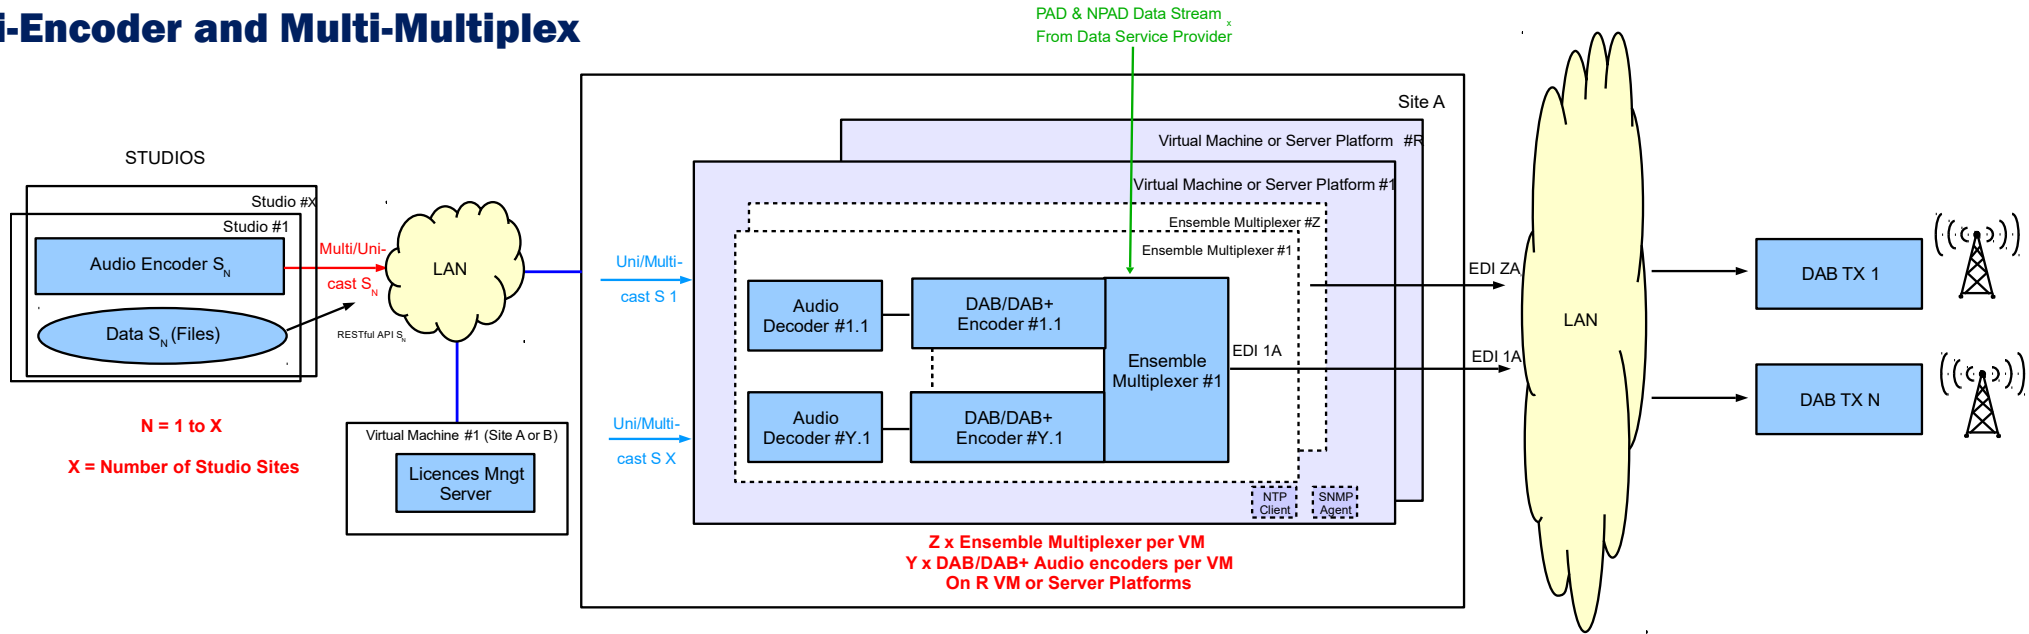 i-Encoder and Multi-Multiplex
PAD & NPAD Data Stream x
From Data Service Provider
Site A
Virtual Machine or Server Platform #R
Virtual Machine or Server Platform #1
STUDIOS
Studio #X
Studio #1
Audio Encoder SN
Data SN (Files)
Multi/Uni-
cast SN
RESTful API SN
LAN
N = 1 to X
X = Number of Studio Sites
Virtual Machine #1 (Site A or B)
Licences Mngt
Server
Uni/Multi-
cast S 1
Uni/Multi-
cast S X
Ensemble Multiplexer #Z
Ensemble Multiplexer #1
Audio
Decoder #1.1
DAB/DAB+
Encoder #1.1
Audio
Decoder #Y.1
DAB/DAB+
Encoder #Y.1
Ensemble
Multiplexer #1
EDI 1A
NTP
Client
SNMP
Agent
Z x Ensemble Multiplexer per VM
Y x DAB/DAB+ Audio encoders per VM
On R VM or Server Platforms
EDI ZA
EDI 1A
LAN
DAB TX 1
DAB TX N